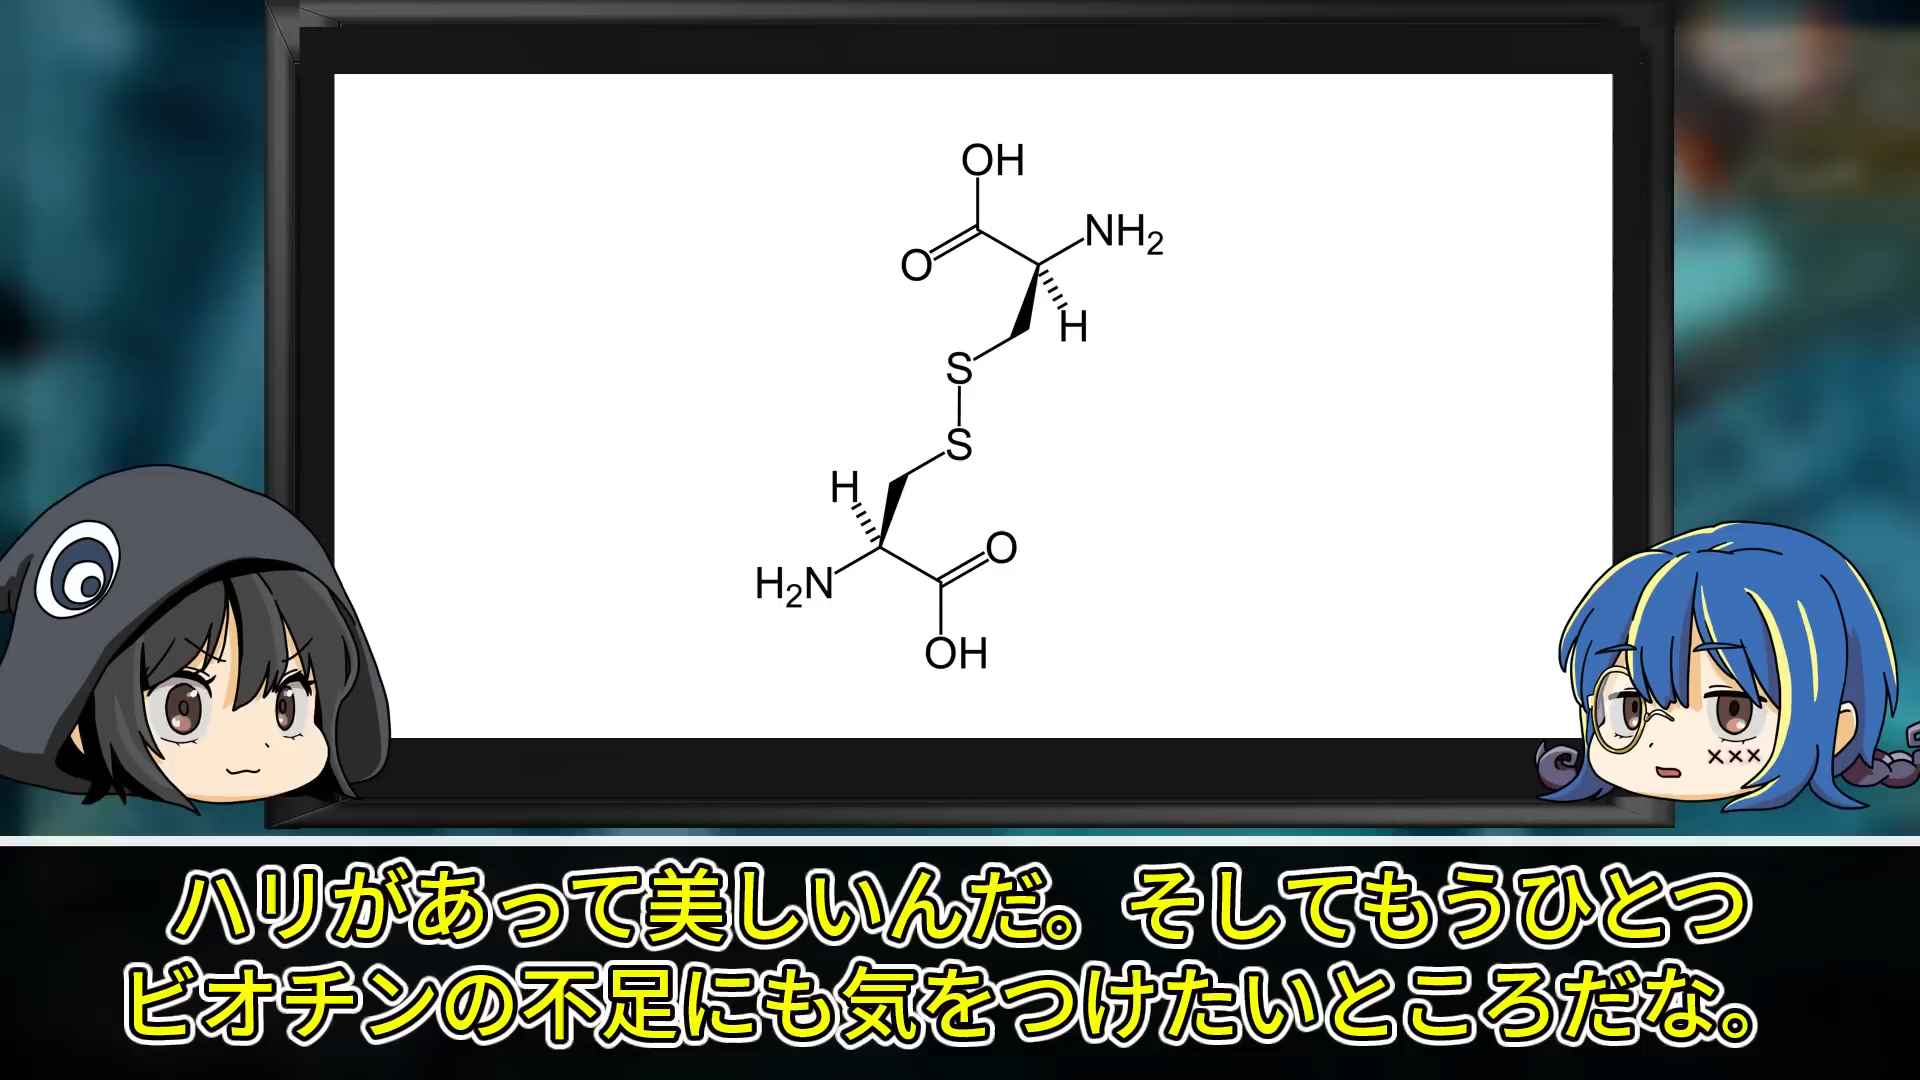 OH
NH₂
O
H
S
S
H
O
H₂N
OH
ハリがあって美しいんだ。そしてもうひとつ
ビオチンの不足にも気をつけたいところだな。